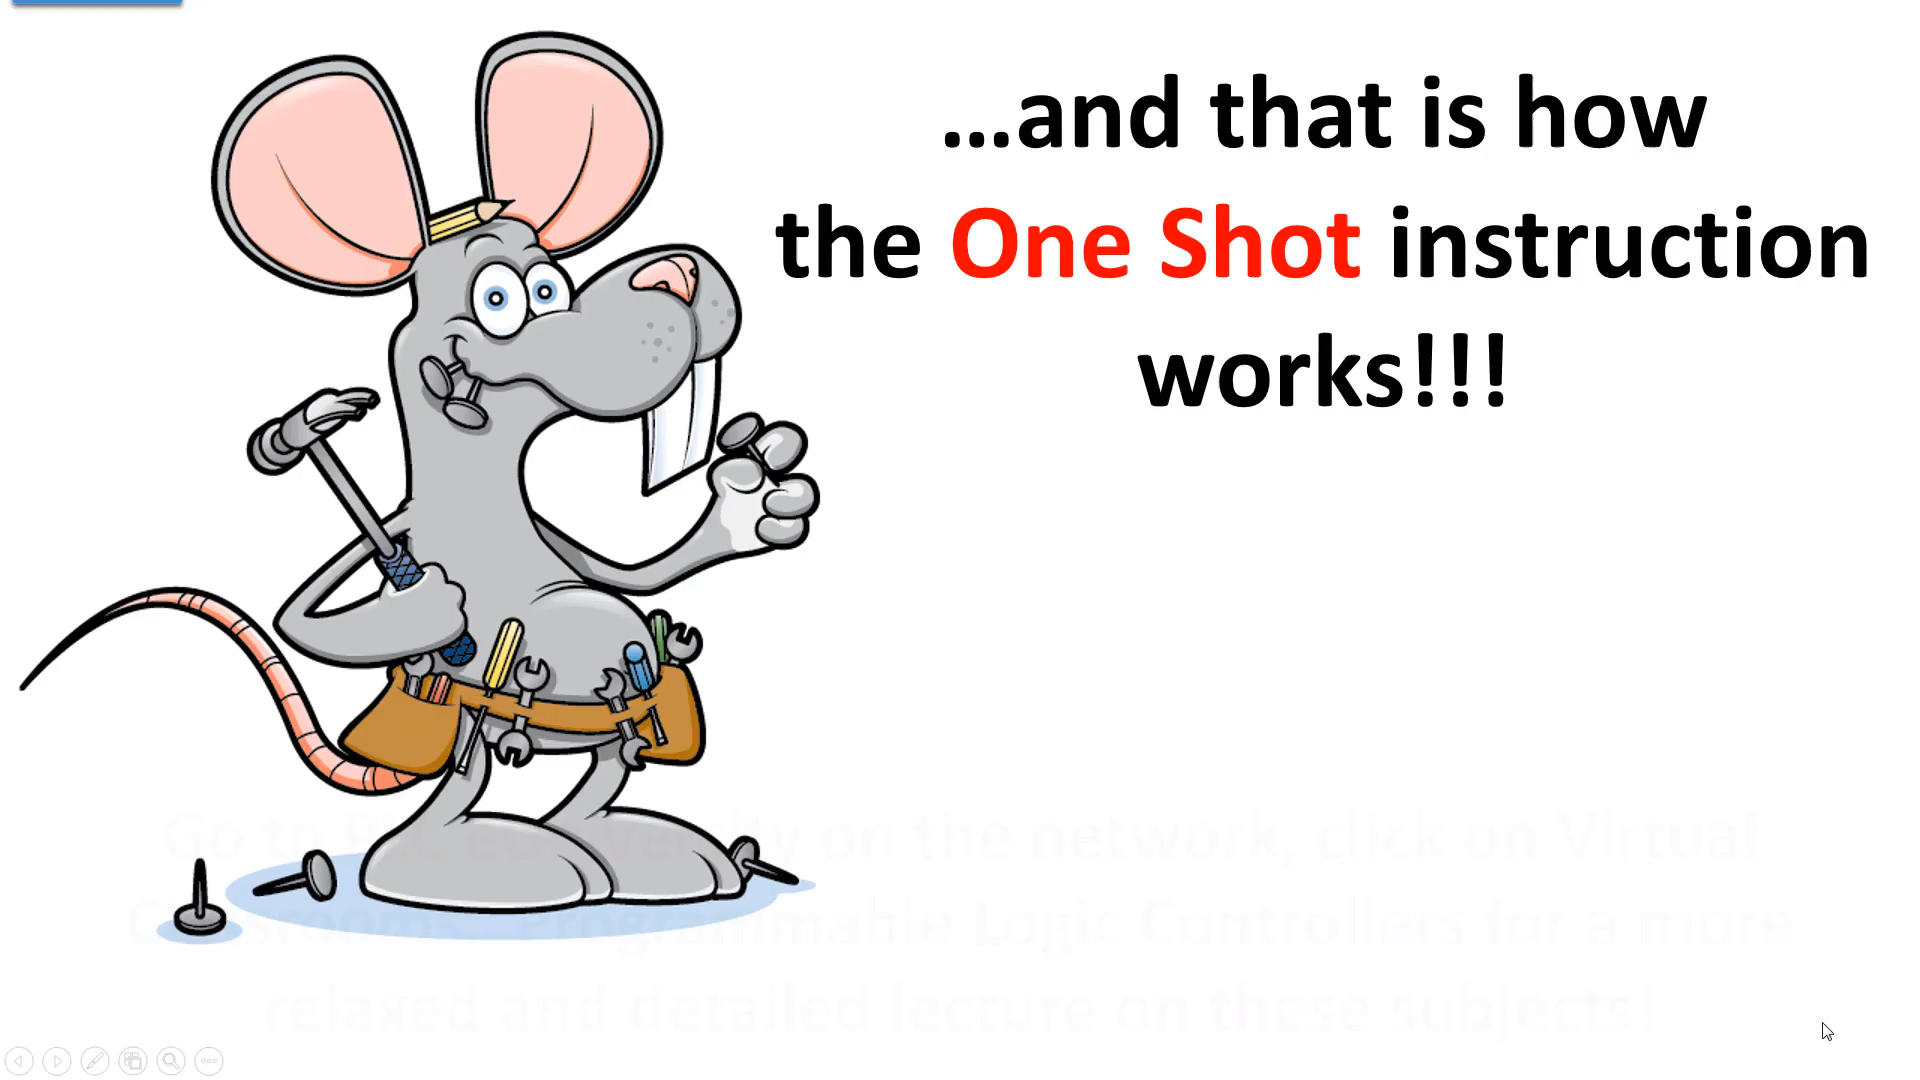 ...and that is how
the One Shot instruction
works!!!
Go to on the network, click on Virtual
Programmable Logic Controllers for a more
relaxed and detailed lecture on these subjects!